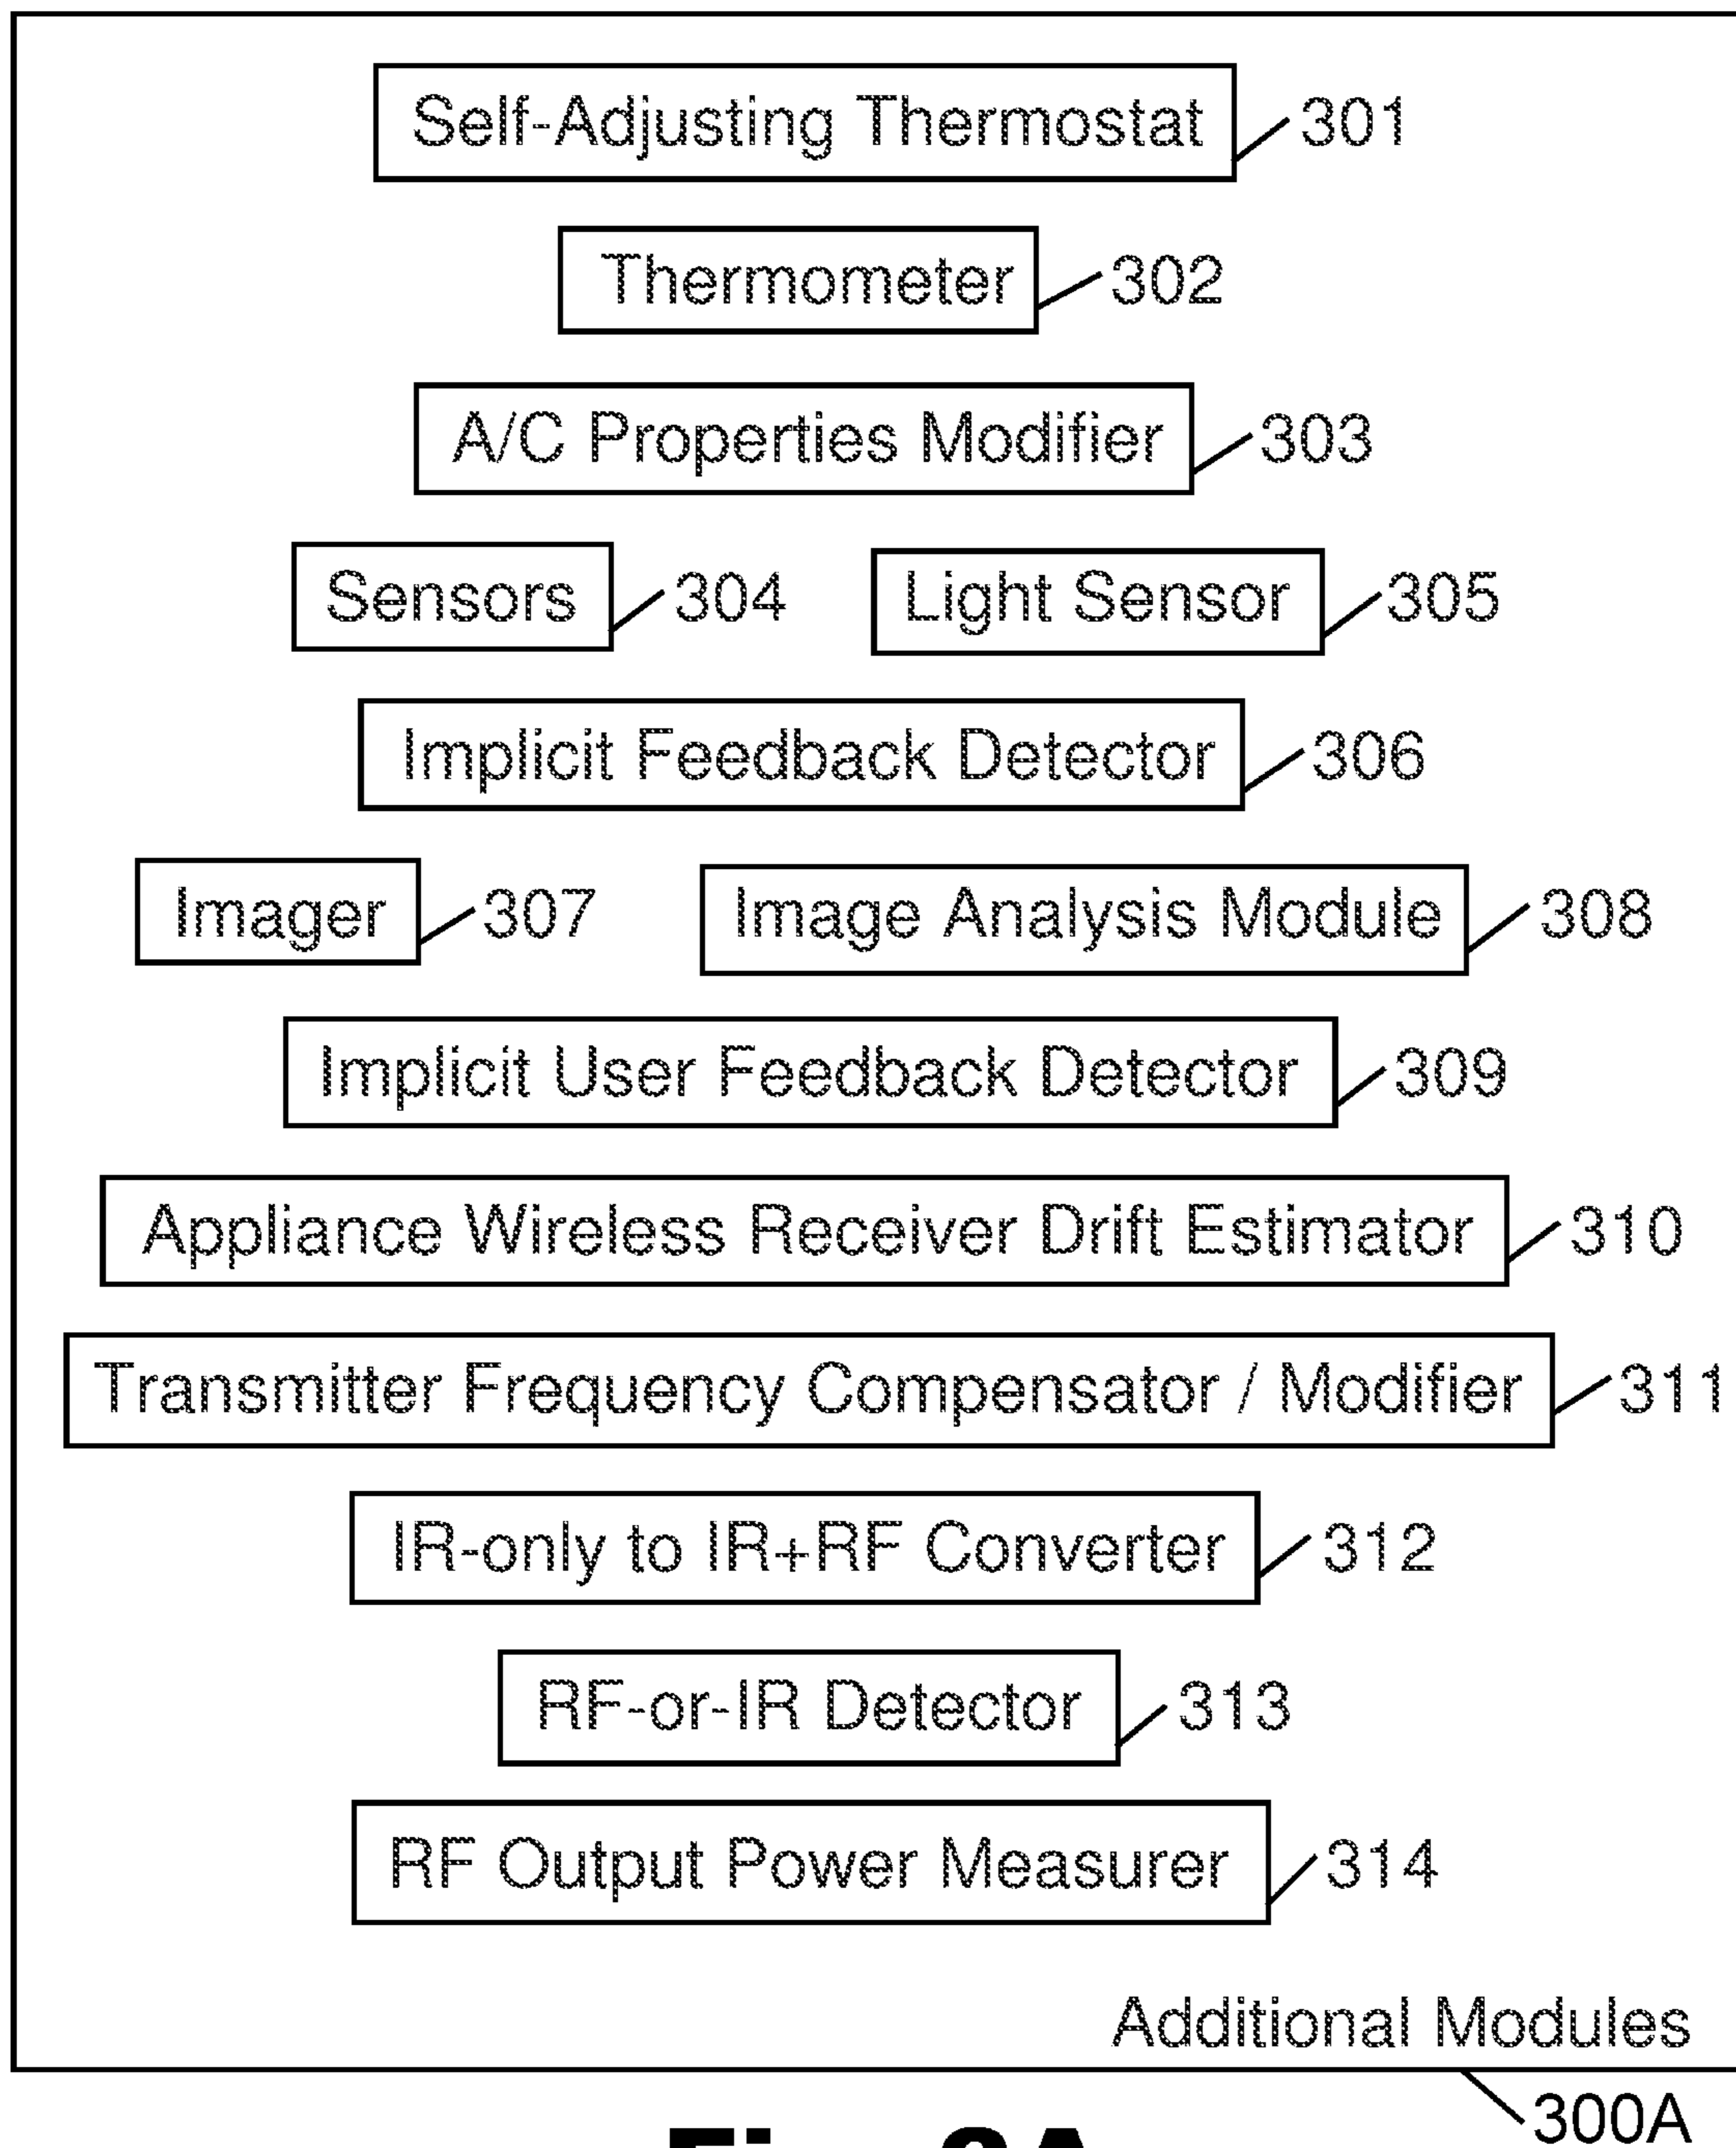 Self-Adjusting Thermostat 301
Thermometer 302
A/C Properties Modifier 303
Sensors 304 Light Sensor 305
Implicit Feedback Detector 306
Imager 307 Image Analysis Module 308
Implicit User Feedback Detector 309
Appliance Wireless Receiver Drift Estimator 310
Transmitter Frequency Compensator / Modifier 311
IR-only to IR+RF Converter 312
RF-or-IR Detector 313
RF Output Power Measurer 314
Additional Modules
300A